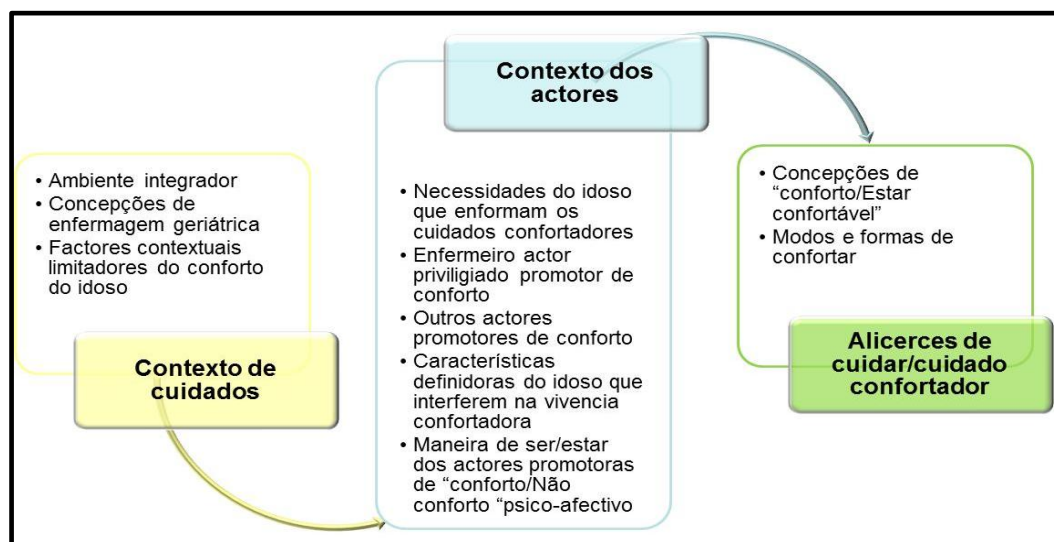 • Ambiente integrador
• Concepções de
enfermagem geriátrica
• Factores contextuais
limitadores do conforto
do idoso
Contexto de
cuidados
Contexto dos
actores
• Necessidades do idoso
que enformam os
cuidados confortadores
• Enfermeiro actor
priviligiado promotor de
conforto
• Outros actores
promotores de conforto
• Características
definidoras do idoso que
interferem na vivencia
confortadora
• Maneira de ser/estar
dos actores promotoras
de “conforto/Não
conforto “psico-afectivo
• Concepções de
“conforto/Estar
confortável”
• Modos e formas de
confortar
Alicerces de
cuidar/cuidado
confortador